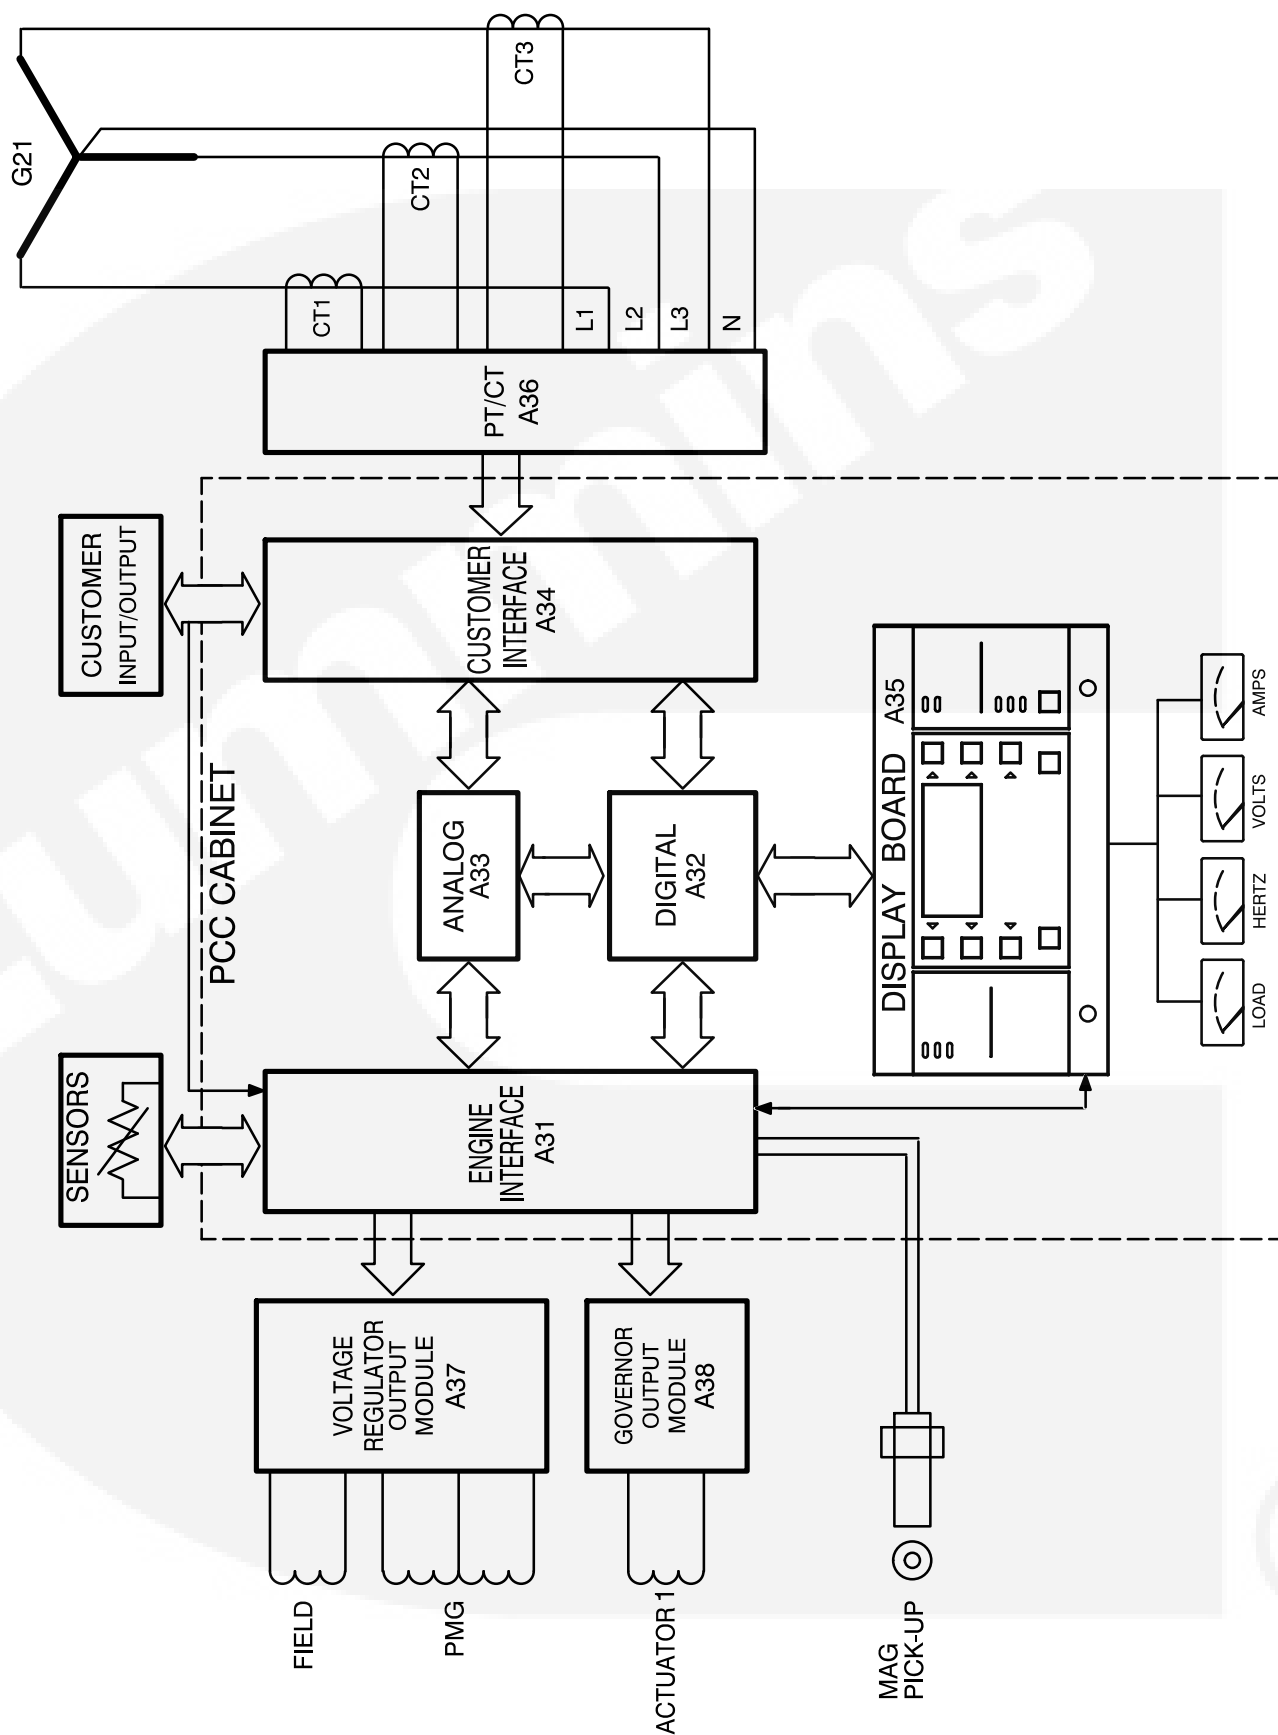 G21
CT3
CT2
CT1
L1
L2
L3
N
PT/CT
A36
CUSTOMER
INPUT/OUTPUT
CUSTOMER
INTERFACE
A34
PCC CABINET
ANALOG
A33
DIGITAL
A32
DISPLAY BOARD A35
AMPS
VOLTS
HERTZ
LOAD
SENSORS
ENGINE
INTERFACE
A31
VOLTAGE
REGULATOR
OUTPUT
MODULE
A37
GOVERNOR
OUTPUT
MODULE
A38
FIELD
PMG
ACTUATOR 1
MAG
PICK-UP
cummins